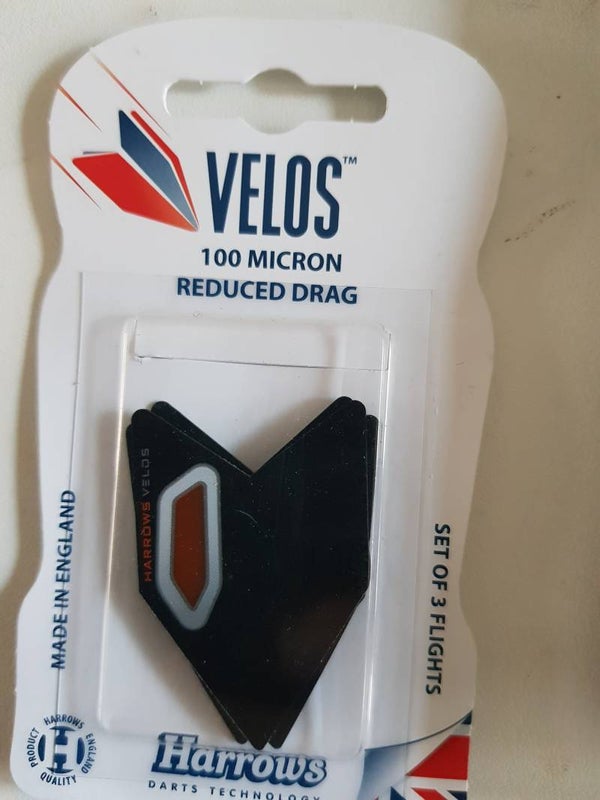 VELOS™
100 MICRON
REDUCED DRAG
HARROWS VELOS
MADE IN ENGLAND
SET OF 3 FLIGHTS
HARROWS ENGLAND
H
PRODUCT QUALITY
Harrows
DARTS TECHNOLOGY